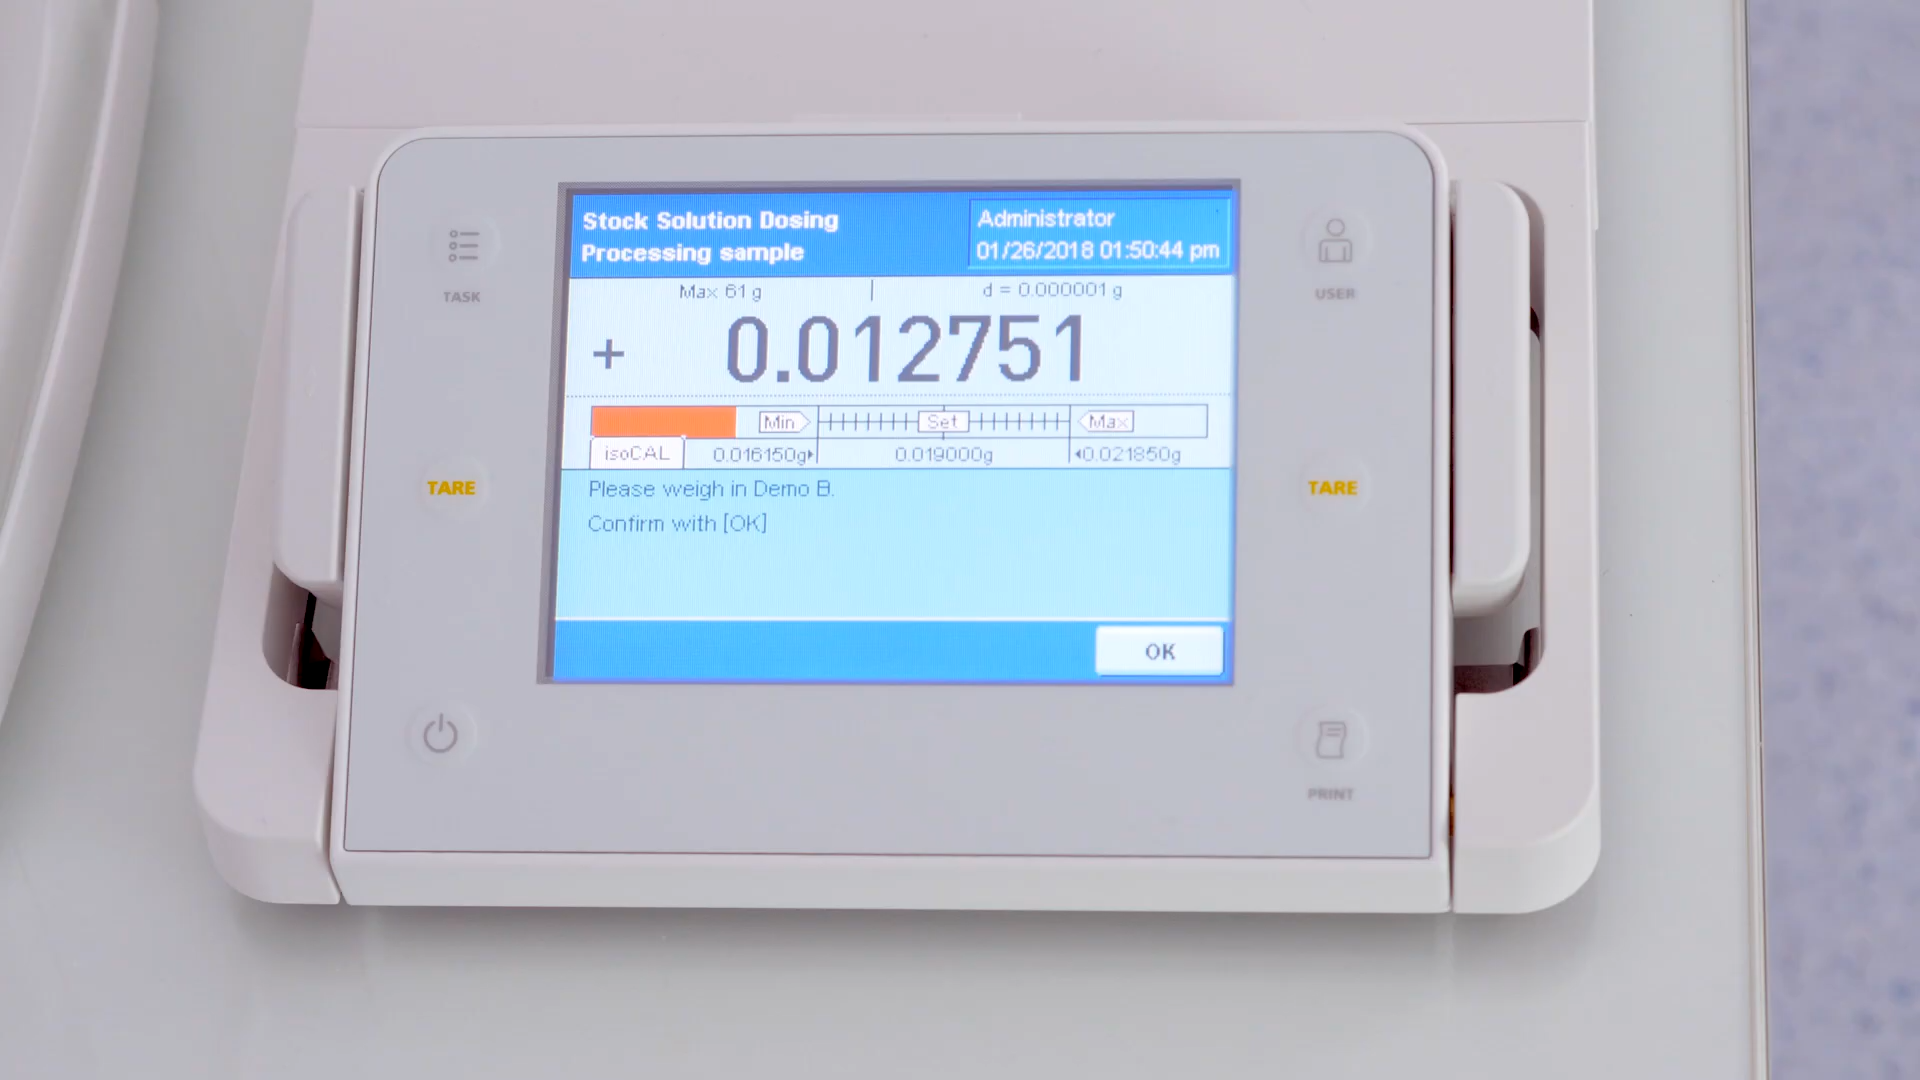 Stock Solution Dosing
Processing sample
Administrator
01/26/2018 01:50:44 pm
TASK
USER
Max 61 g | d = 0.000001 g
+ 0.012751
Min Set Max
isoCAL 0.016150g 0.019000g 0.021850g
TARE
TARE
Please weigh in Demo B.
Confirm with [OK]
OK
PRINT